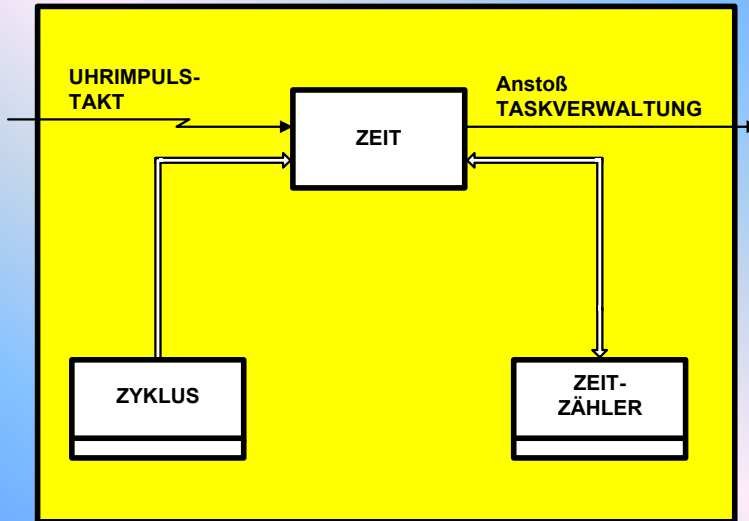 UHRIMPULS-
TAKT
Anstoß
TASKVERWALTUNG
ZEIT
ZYKLUS
ZEIT-
ZÄHLER